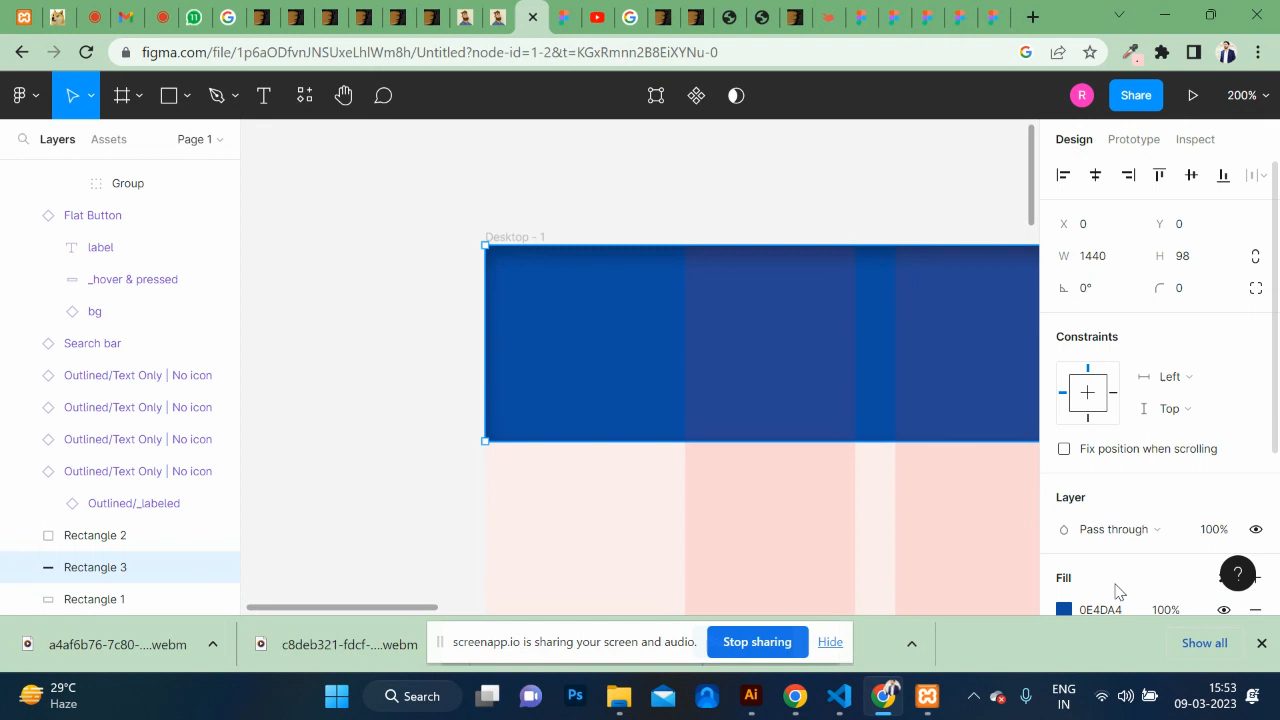 11
figma.com/file/1p6aODfvnJNSUxeLhlWm8h/Untitled?node-id=1-2&t=KGxRmnn2B8EiXYNu-0
R
Share
200%
Layers
Assets
Page 1
Group
Flat Button
label
_hover & pressed
bg
Search bar
Outlined/Text Only | No icon
Outlined/Text Only | No icon
Outlined/Text Only | No icon
Outlined/Text Only | No icon
Outlined/_labeled
Rectangle 2
Rectangle 3
Rectangle 1
Desktop - 1
Design
Prototype
Inspect
X 0
Y 0
W 1440
H 98
0°
0
Constraints
Left
Top
Fix position when scrolling
Layer
Pass through
100%
Fill
?
0E4DA4
100%
a4af6b76-7c80-....webm
c8deb321-fdcf-....webm
screenapp.io is sharing your screen and audio.
Stop sharing
Hide
Show all
29°C
Haze
Search
Ps
Ai
ENG
IN
15:53
09-03-2023